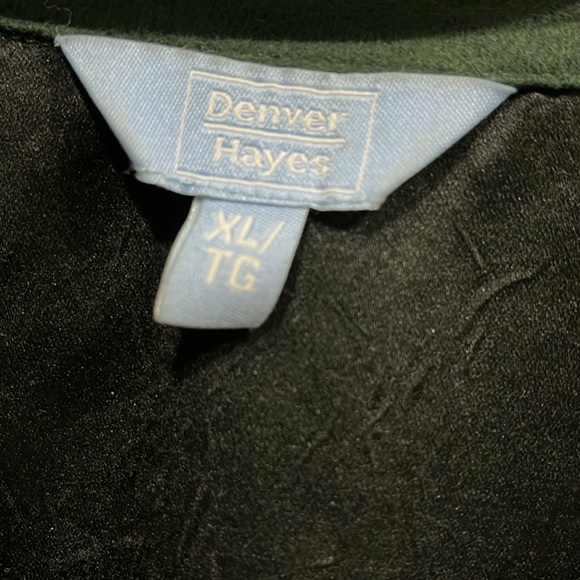 Denver
Hayes
XL/
TG